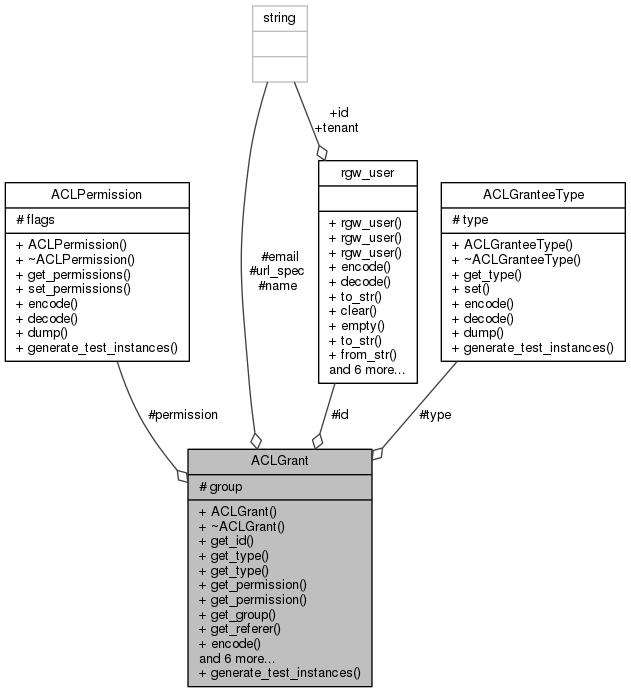 string
+id
+tenant
ACLPermission
# flags
+ ACLPermission()
+ ~ACLPermission()
+ get_permissions()
+ set_permissions()
+ encode()
+ decode()
+ dump()
+ generate_test_instances()
#email
#url_spec
#name
rgw_user
+ rgw_user()
+ rgw_user()
+ rgw_user()
+ encode()
+ decode()
+ to_str()
+ clear()
+ empty()
+ to_str()
+ from_str()
and 6 more...
ACLGranteeType
# type
+ ACLGranteeType()
+ ~ACLGranteeType()
+ get_type()
+ set()
+ encode()
+ decode()
+ dump()
+ generate_test_instances()
#permission
#id
#type
ACLGrant
# group
+ ACLGrant()
+ ~ACLGrant()
+ get_id()
+ get_type()
+ get_type()
+ get_permission()
+ get_permission()
+ get_group()
+ get_referer()
+ encode()
and 6 more...
+ generate_test_instances()